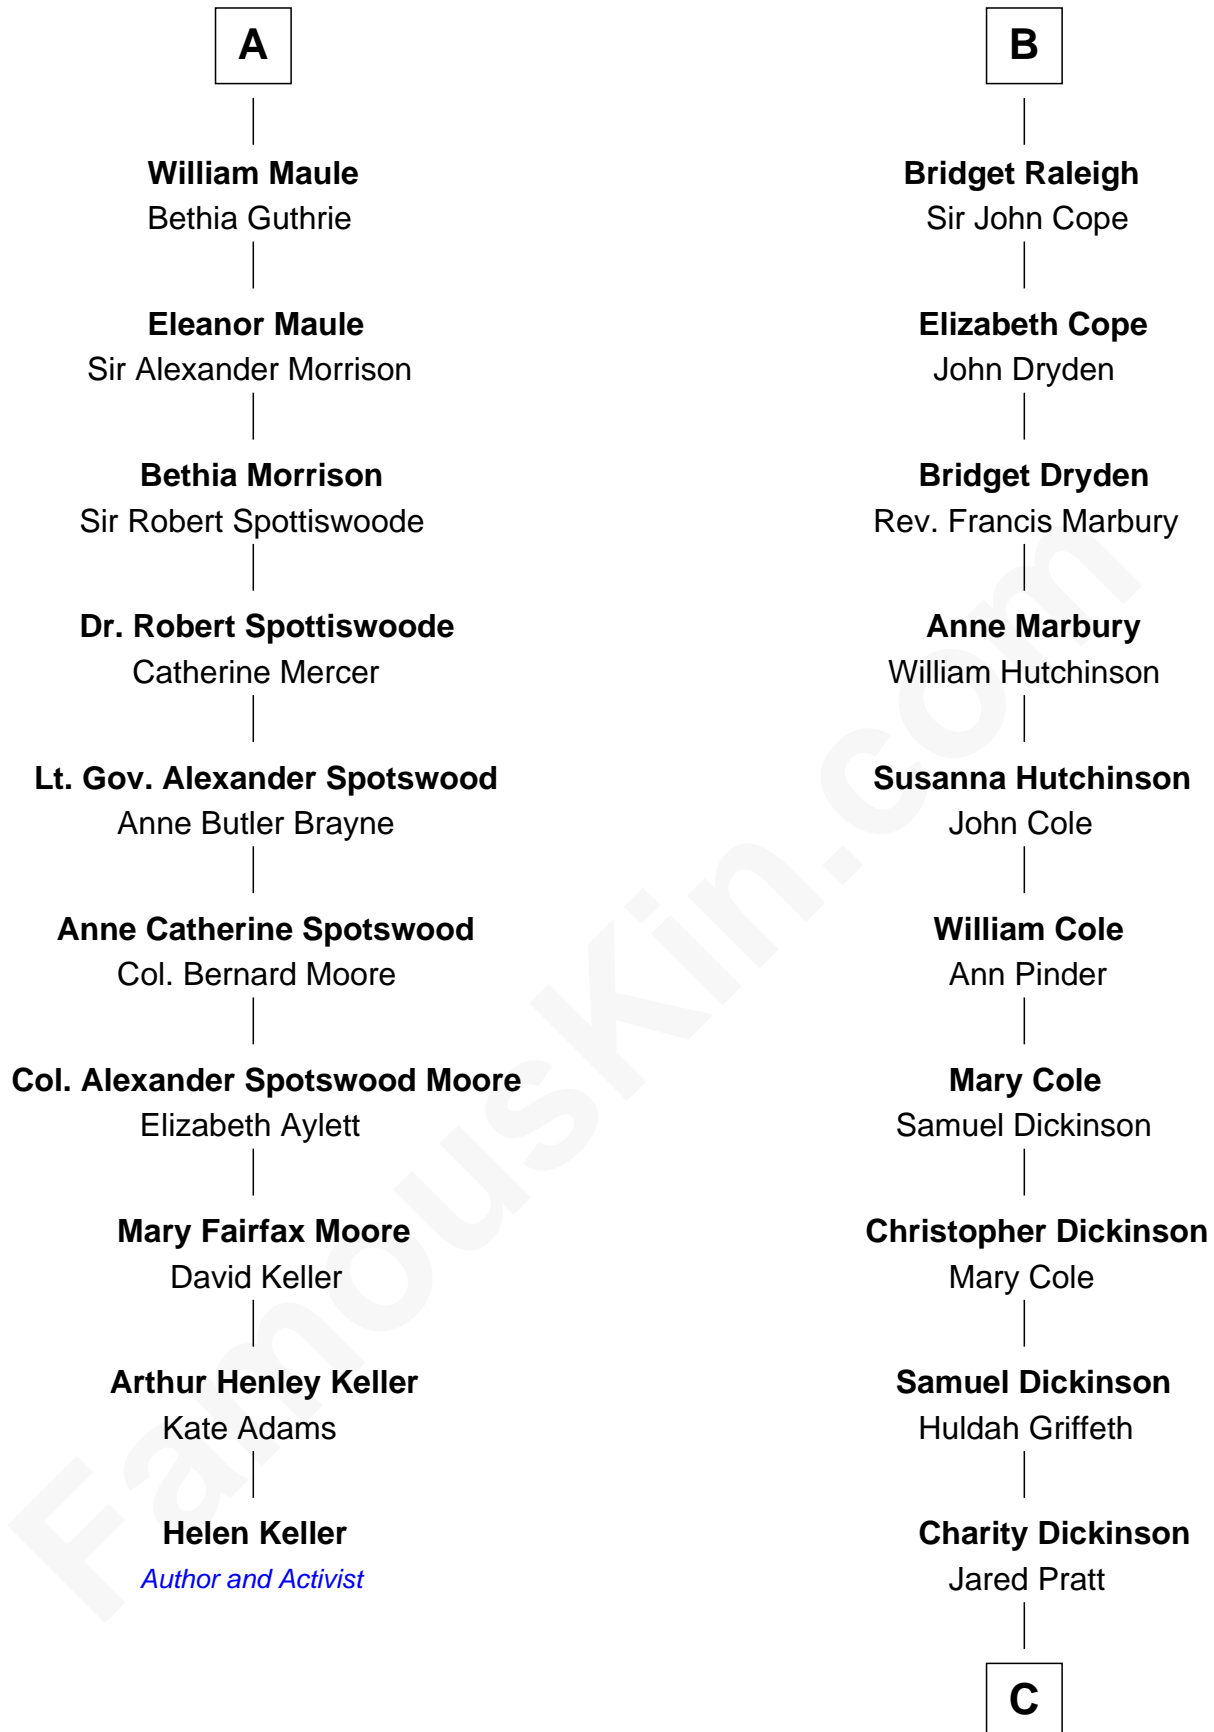 A
William Maule
Bethia Guthrie
Eleanor Maule
Sir Alexander Morrison
Bethia Morrison
Sir Robert Spottiswoode
Dr. Robert Spottiswoode
Catherine Mercer
Lt. Gov. Alexander Spotswood
Anne Butler Brayne
Anne Catherine Spotswood
Col. Bernard Moore
Col. Alexander Spotswood Moore
Elizabeth Aylett
Mary Fairfax Moore
David Keller
Arthur Henley Keller
Kate Adams
Helen Keller
Author and Activist
B
Bridget Raleigh
Sir John Cope
Elizabeth Cope
John Dryden
Bridget Dryden
Rev. Francis Marbury
Anne Marbury
William Hutchinson
Susanna Hutchinson
John Cole
William Cole
Ann Pinder
Mary Cole
Samuel Dickinson
Christopher Dickinson
Mary Cole
Samuel Dickinson
Huldah Griffeth
Charity Dickinson
Jared Pratt
C
FamousKin.com